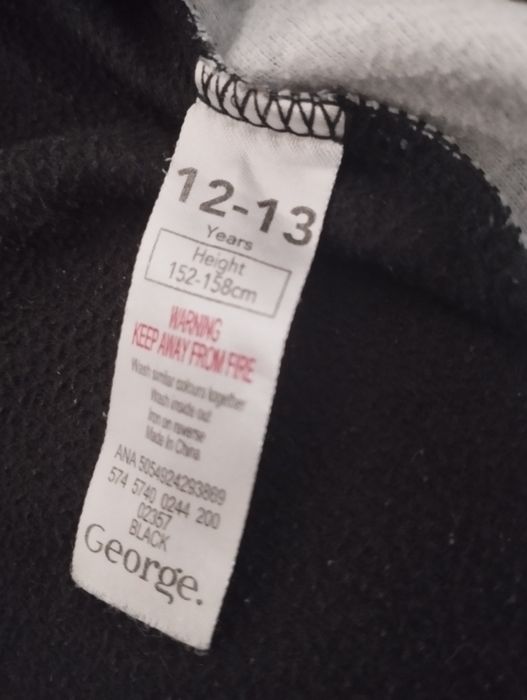 12-13
Years
Height
152-158cm
WARNING
KEEP AWAY FROM FIRE
Wash similar colours together
Wash inside out
Iron on reverse
Made in China
ANA 5054924293869
574 5740 0244 200
02357
BLACK
George.